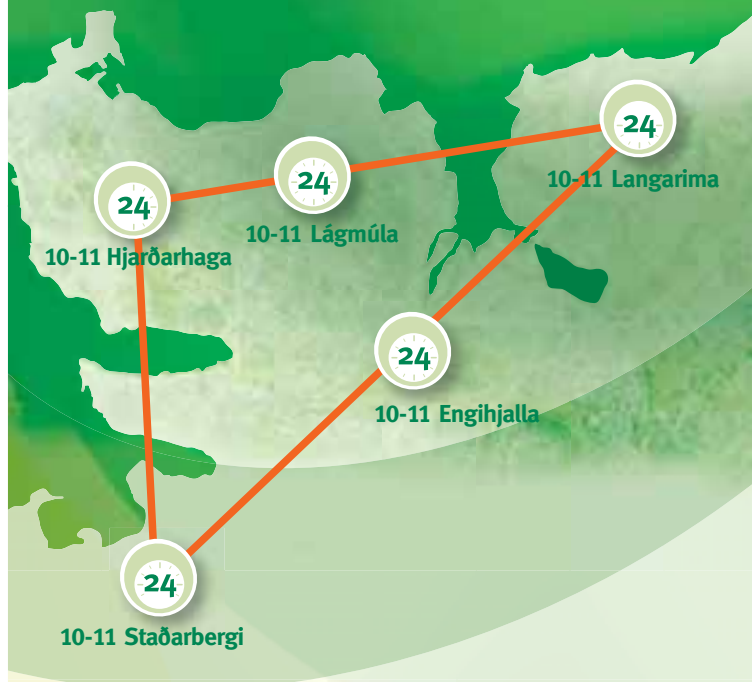 24
10-11 Langarima
24
10-11 Lágmúla
24
10-11 Hjarðarhaga
24
10-11 Engihjalla
24
10-11 Staðarbergi